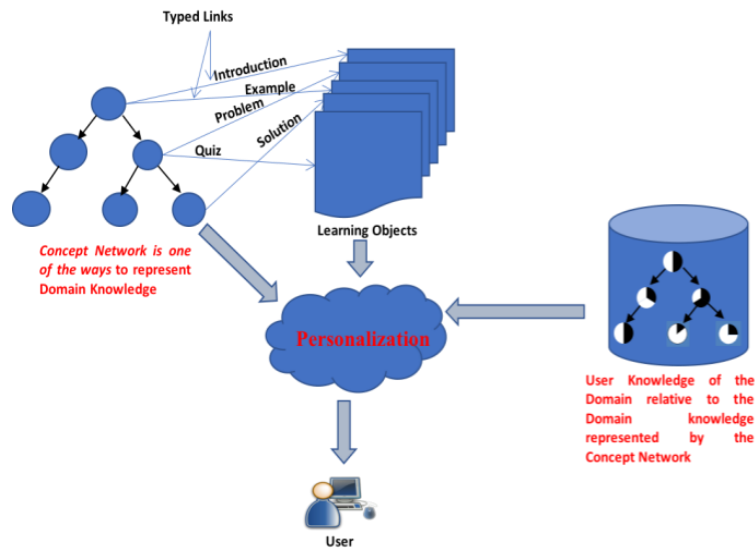 Typed Links
Introduction
Example
Problem
Solution
Quiz
Learning Objects
Concept Network is one
of the ways to represent
Domain Knowledge
Personalization
User Knowledge of the
Domain relative to the
Domain knowledge
represented by the
Concept Network
User